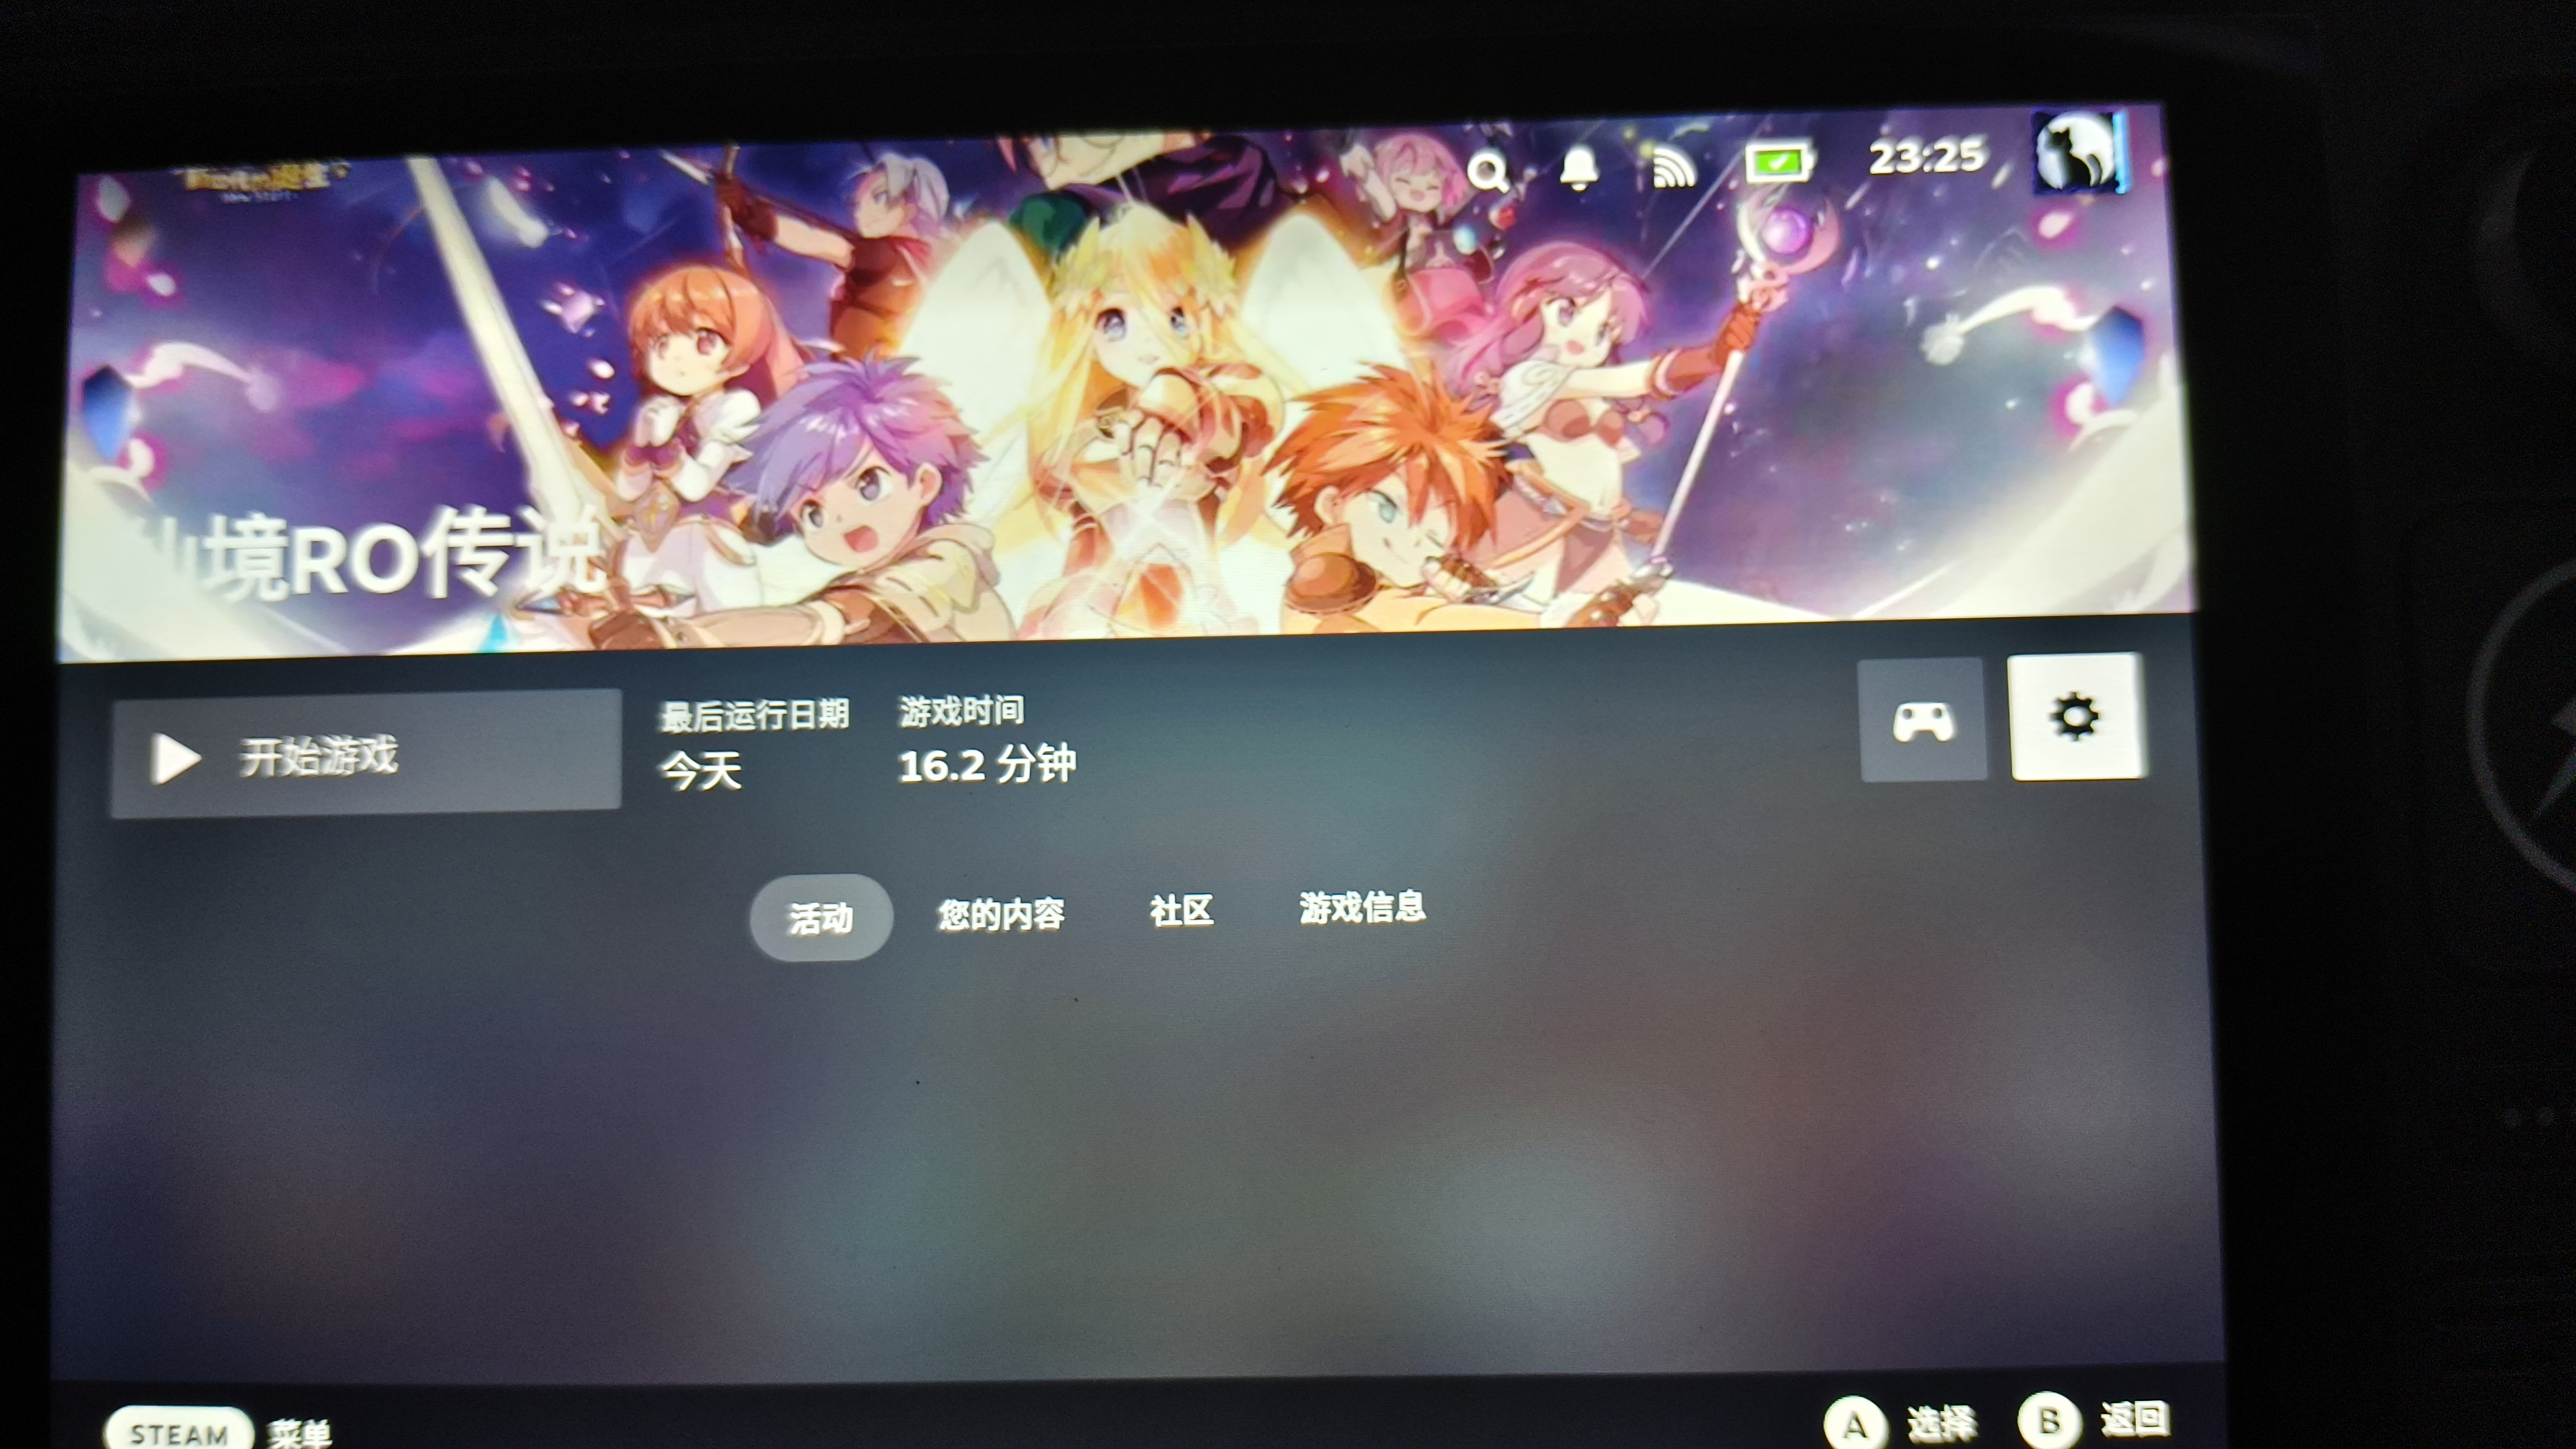 23:25
仙境RO传说
开始游戏
最后运行日期
今天
游戏时间
16.2 分钟
活动
您的内容
社区
游戏信息
STEAM 菜单
A 选择
B 返回